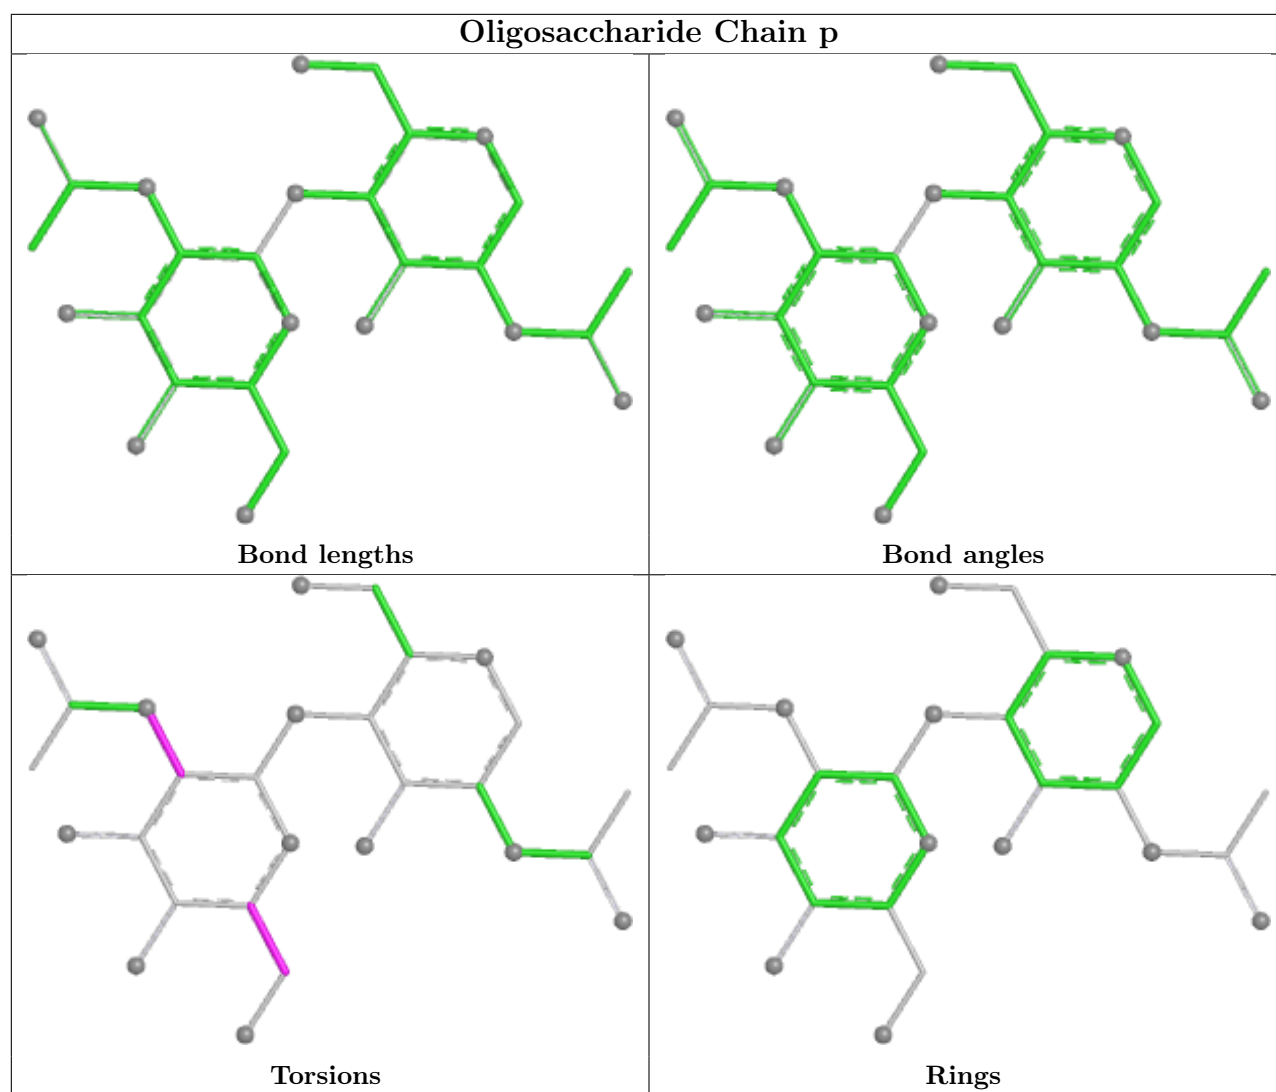 Oligosaccharide Chain p
Bond lengths
Bond angles
Torsions
Rings